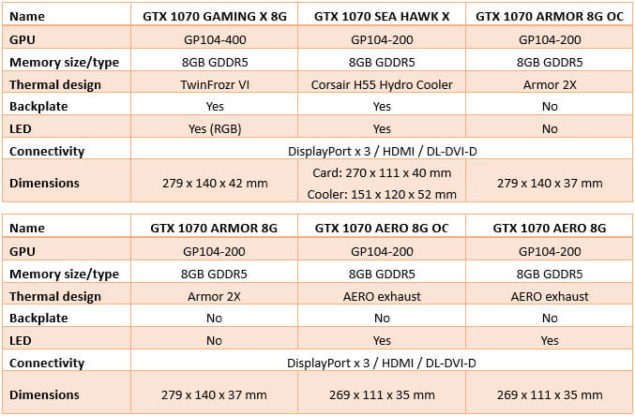 Name GTX 1070 GAMING X 8G GTX 1070 SEA HAWK X GTX 1070 ARMOR 8G OC
GPU GP104-400 GP104-200 GP104-200
Memory size/type 8GB GDDR5 8GB GDDR5 8GB GDDR5
Thermal design TwinFrozr VI Corsair H55 Hydro Cooler Armor 2X
Backplate Yes Yes No
LED Yes (RGB) Yes No
Connectivity DisplayPort x 3 / HDMI / DL-DVI-D
Dimensions 279 x 140 x 42 mm Card: 270 x 111 x 40 mm 279 x 140 x 37 mm
Cooler: 151 x 120 x 52 mm
Name GTX 1070 ARMOR 8G GTX 1070 AERO 8G OC GTX 1070 AERO 8G
GPU GP104-200 GP104-200 GP104-200
Memory size/type 8GB GDDR5 8GB GDDR5 8GB GDDR5
Thermal design Armor 2X AERO exhaust AERO exhaust
Backplate No No No
LED No Yes Yes
Connectivity DisplayPort x 3 / HDMI / DL-DVI-D
Dimensions 279 x 140 x 37 mm 269 x 111 x 35 mm 269 x 111 x 35 mm